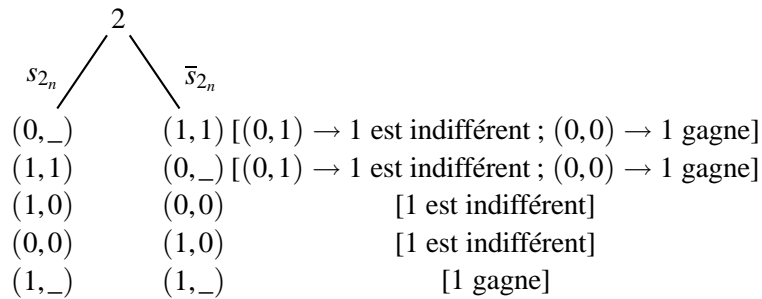 2
s₂ₙ s̅₂ₙ
(0,_) (1,1) [(0,1) → 1 est indifférent ; (0,0) → 1 gagne]
(1,1) (0,_) [(0,1) → 1 est indifférent ; (0,0) → 1 gagne]
(1,0) (0,0) [1 est indifférent]
(0,0) (1,0) [1 est indifférent]
(1,_) (1,_) [1 gagne]